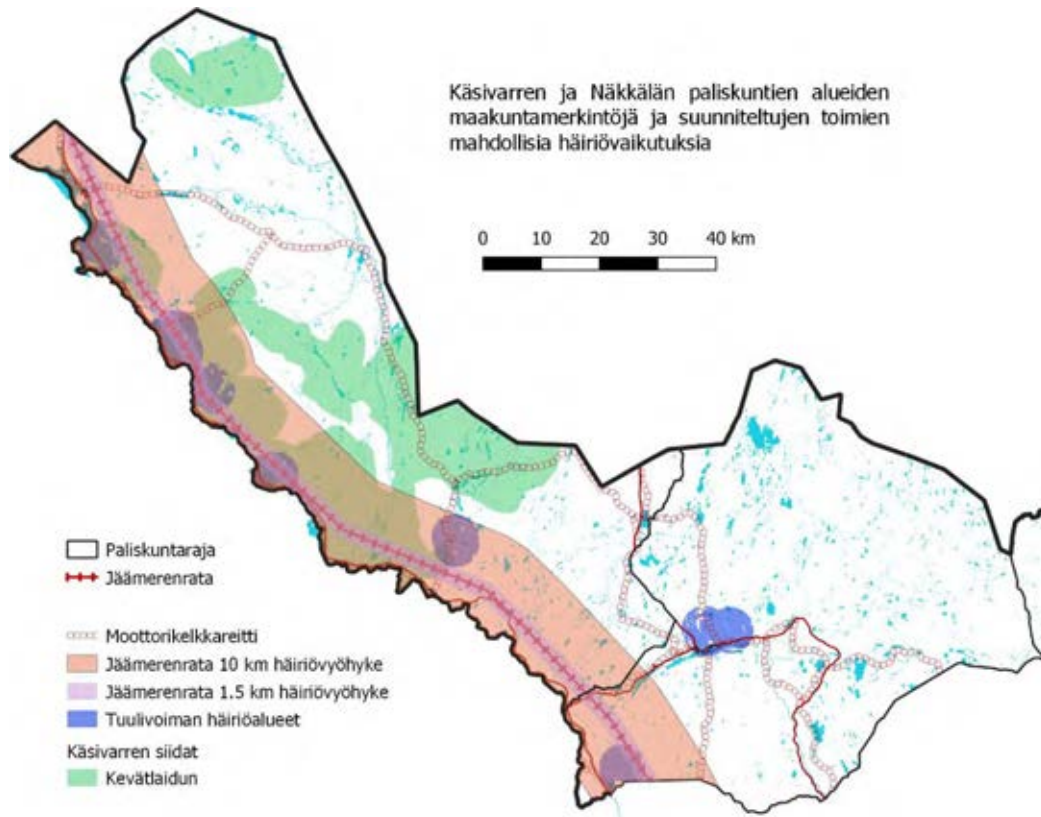 Käsivarren ja Näkkälän paliskuntien alueiden
maakuntamerkintöjä ja suunniteltujen toimien
mahdollisia häiriövaikutuksia
0 10 20 30 40 km
Paliskuntaraja
Jäämerenrata
Moottorikelkkareitti
Jäämerenrata 10 km häiriövyöhyke
Jäämerenrata 1.5 km häiriövyöhyke
Tuulivoiman häiriöalueet
Käsivarren siidat
Kevätlaidun